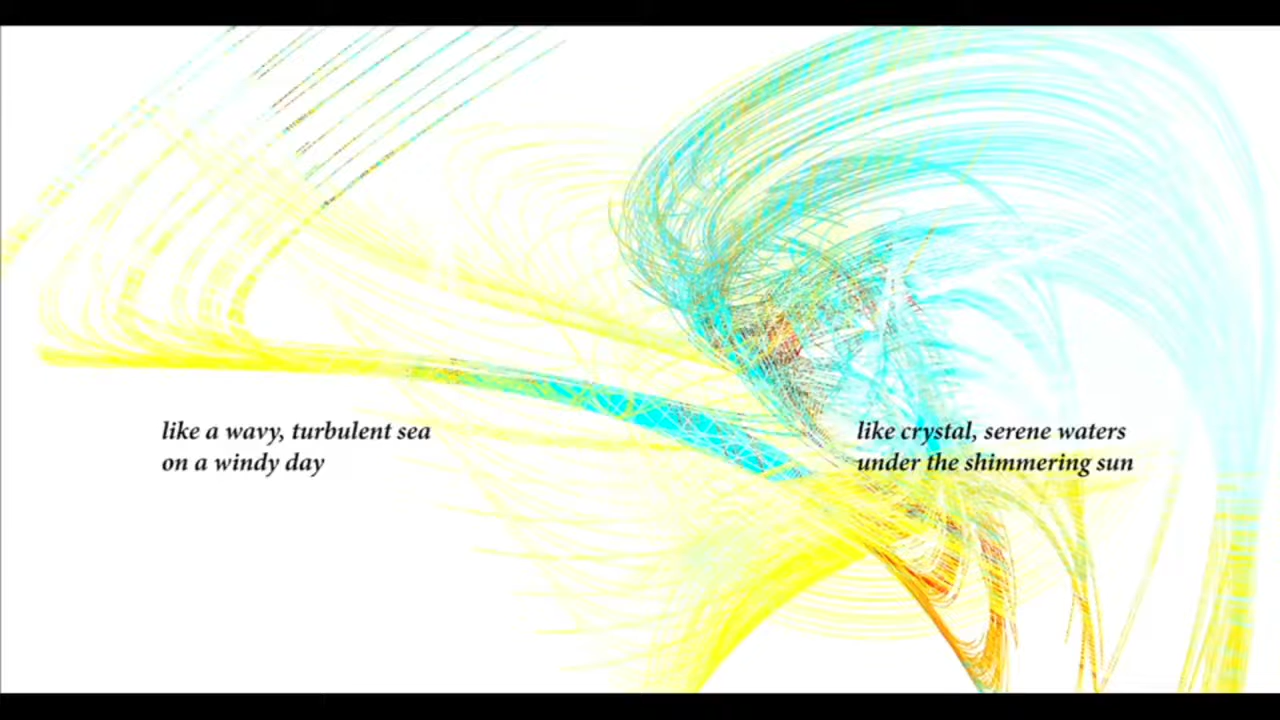 like a wavy, turbulent sea
on a windy day
like crystal, serene waters
under the shimmering sun